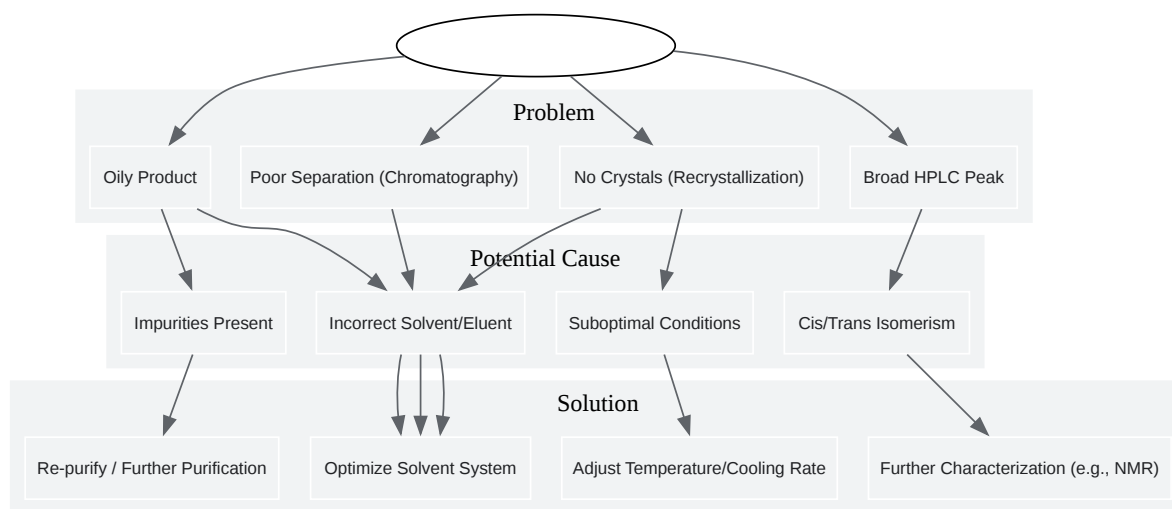 Problem
Oily Product
Poor Separation (Chromatography)
No Crystals (Recrystallization)
Broad HPLC Peak
Potential Cause
Impurities Present
Incorrect Solvent/Eluent
Suboptimal Conditions
Cis/Trans Isomerism
Solution
Re-purify / Further Purification
Optimize Solvent System
Adjust Temperature/Cooling Rate
Further Characterization (e.g., NMR)